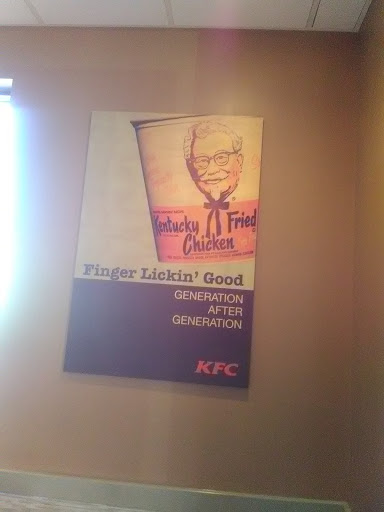 Kentucky Fried
Chicken
Finger Lickin' Good
GENERATION
AFTER
GENERATION
KFC